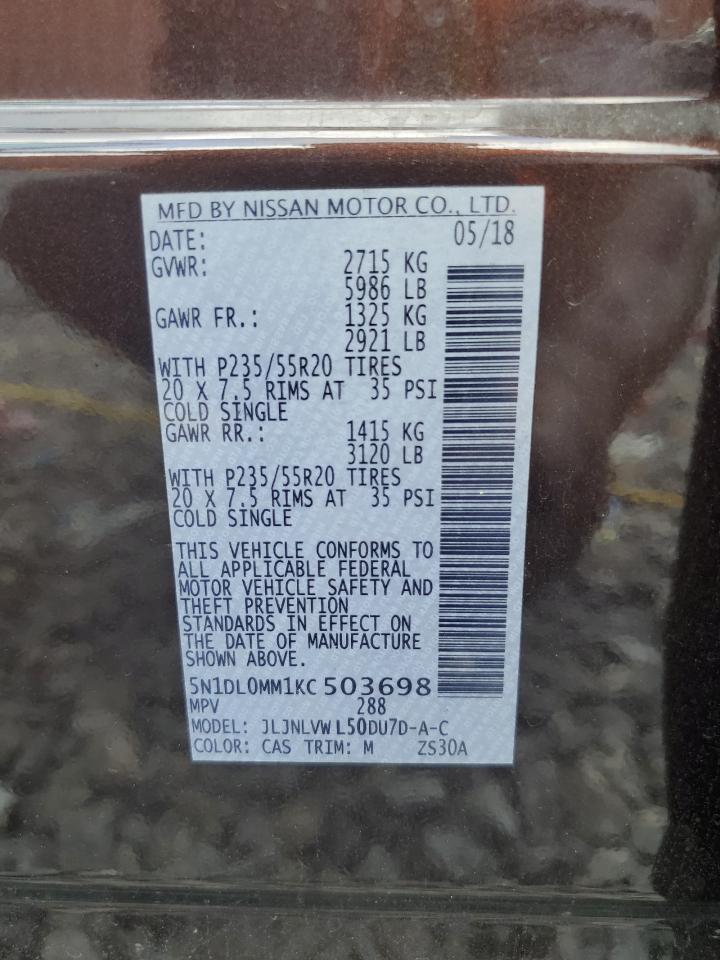 MFD BY NISSAN MOTOR CO., LTD.
DATE: 05/18
GVWR: 2715 KG
5986 LB
GAWR FR.: 1325 KG
2921 LB
WITH P235/55R20 TIRES
20 X 7.5 RIMS AT 35 PSI
COLD SINGLE
GAWR RR.: 1415 KG
3120 LB
WITH P235/55R20 TIRES
20 X 7.5 RIMS AT 35 PSI
COLD SINGLE
THIS VEHICLE CONFORMS TO
ALL APPLICABLE FEDERAL
MOTOR VEHICLE SAFETY AND
THEFT PREVENTION
STANDARDS IN EFFECT ON
THE DATE OF MANUFACTURE
SHOWN ABOVE.
5N1DL0MM1KC503698
MPV 288
MODEL: JLJNLVWL50DU7D-A-C
COLOR: CAS TRIM: M ZS30A